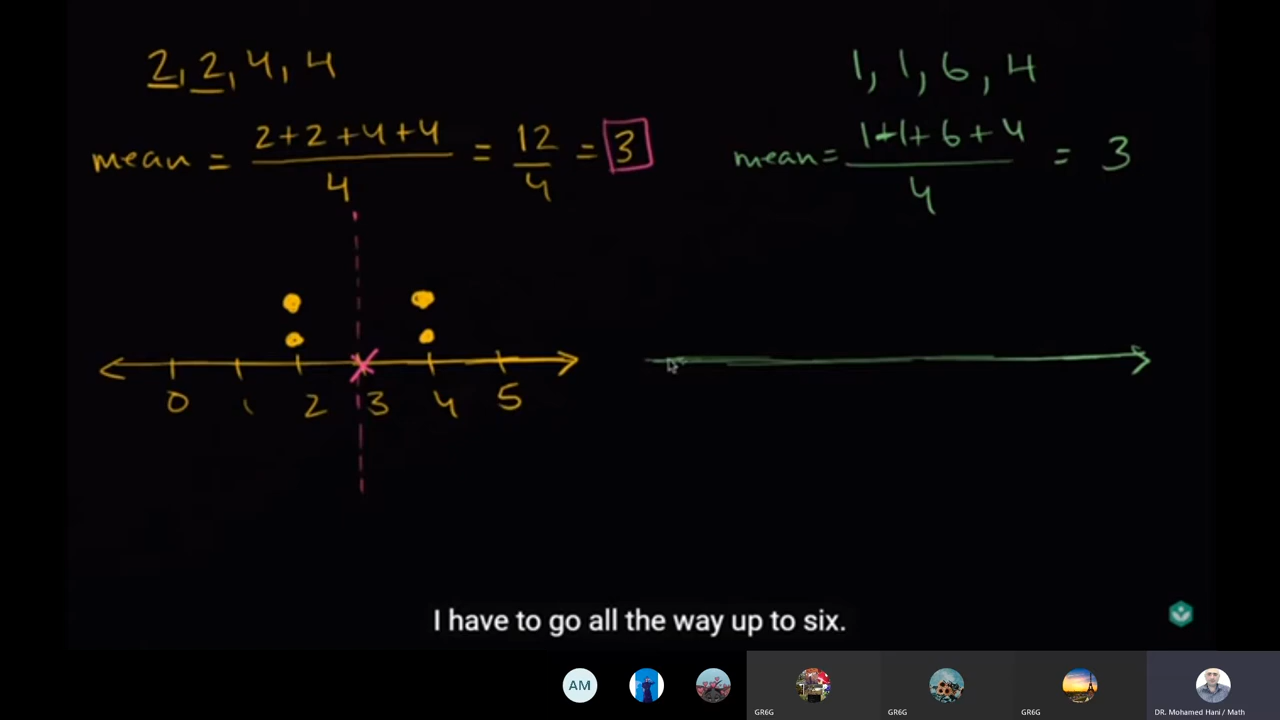 2, 2, 4, 4
mean = 2+2+4+4 / 4 = 12/4 = 3
0 1 2 3 4 5
1, 1, 6, 4
mean = 1+1+6+4 / 4 = 3
I have to go all the way up to six.
AM
GR6G
GR6G
GR6G
DR. Mohamed Hani / Math